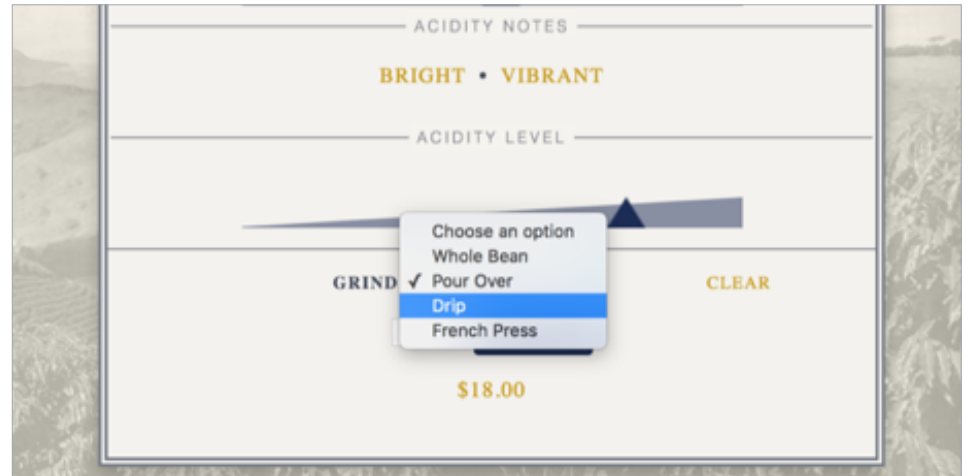 ACIDITY NOTES
BRIGHT • VIBRANT
ACIDITY LEVEL
Choose an option
Whole Bean
GRIND ✓ Pour Over CLEAR
Drip
French Press
$18.00